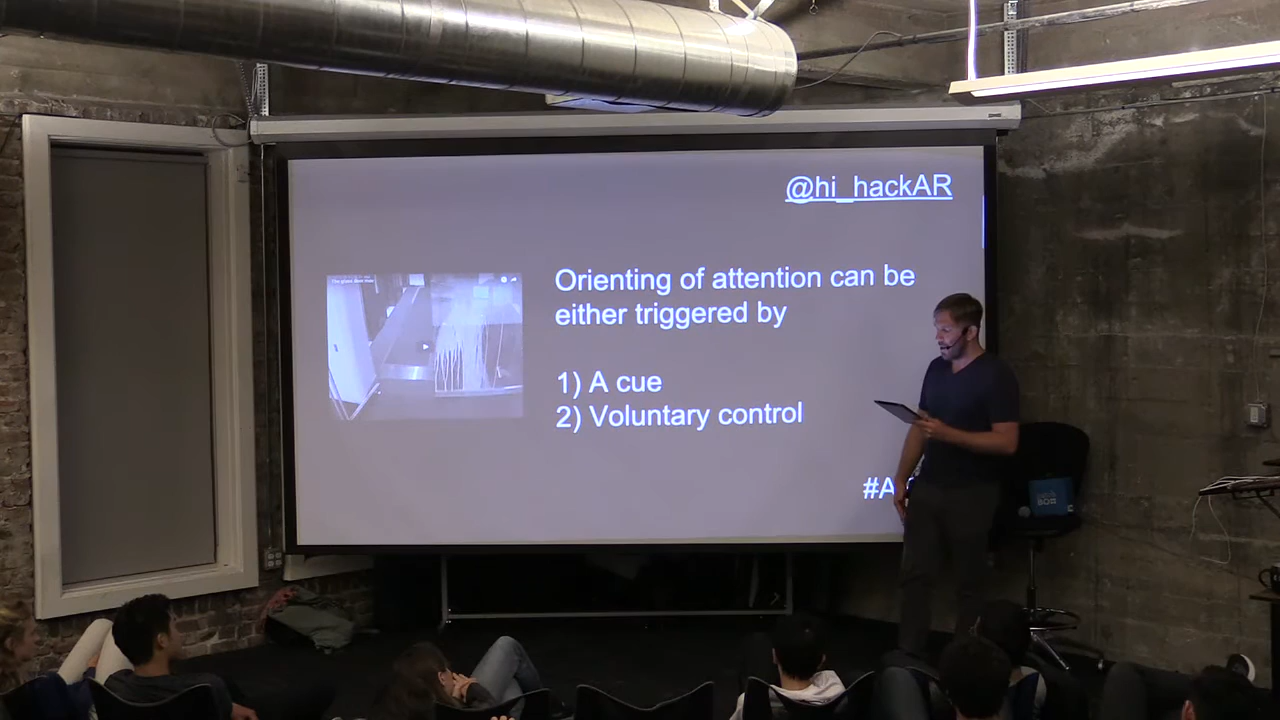 @hi_hackAR
Orienting of attention can be
either triggered by
1) A cue
2) Voluntary control
#A